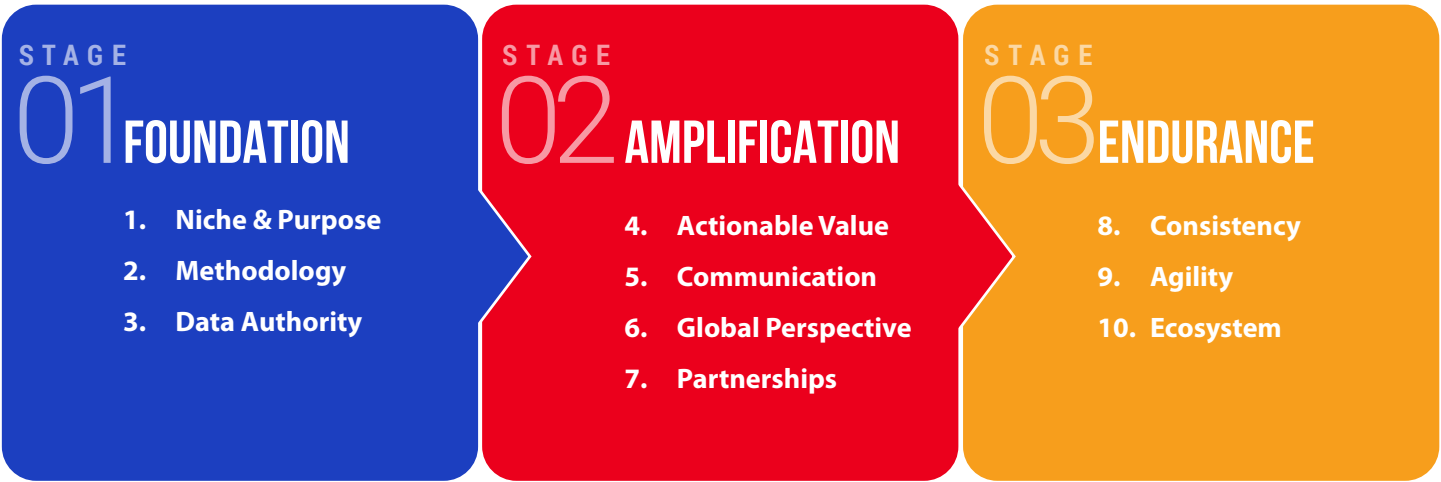 STAGE
01 FOUNDATION
1. Niche & Purpose
2. Methodology
3. Data Authority
STAGE
02 AMPLIFICATION
4. Actionable Value
5. Communication
6. Global Perspective
7. Partnerships
STAGE
03 ENDURANCE
8. Consistency
9. Agility
10. Ecosystem